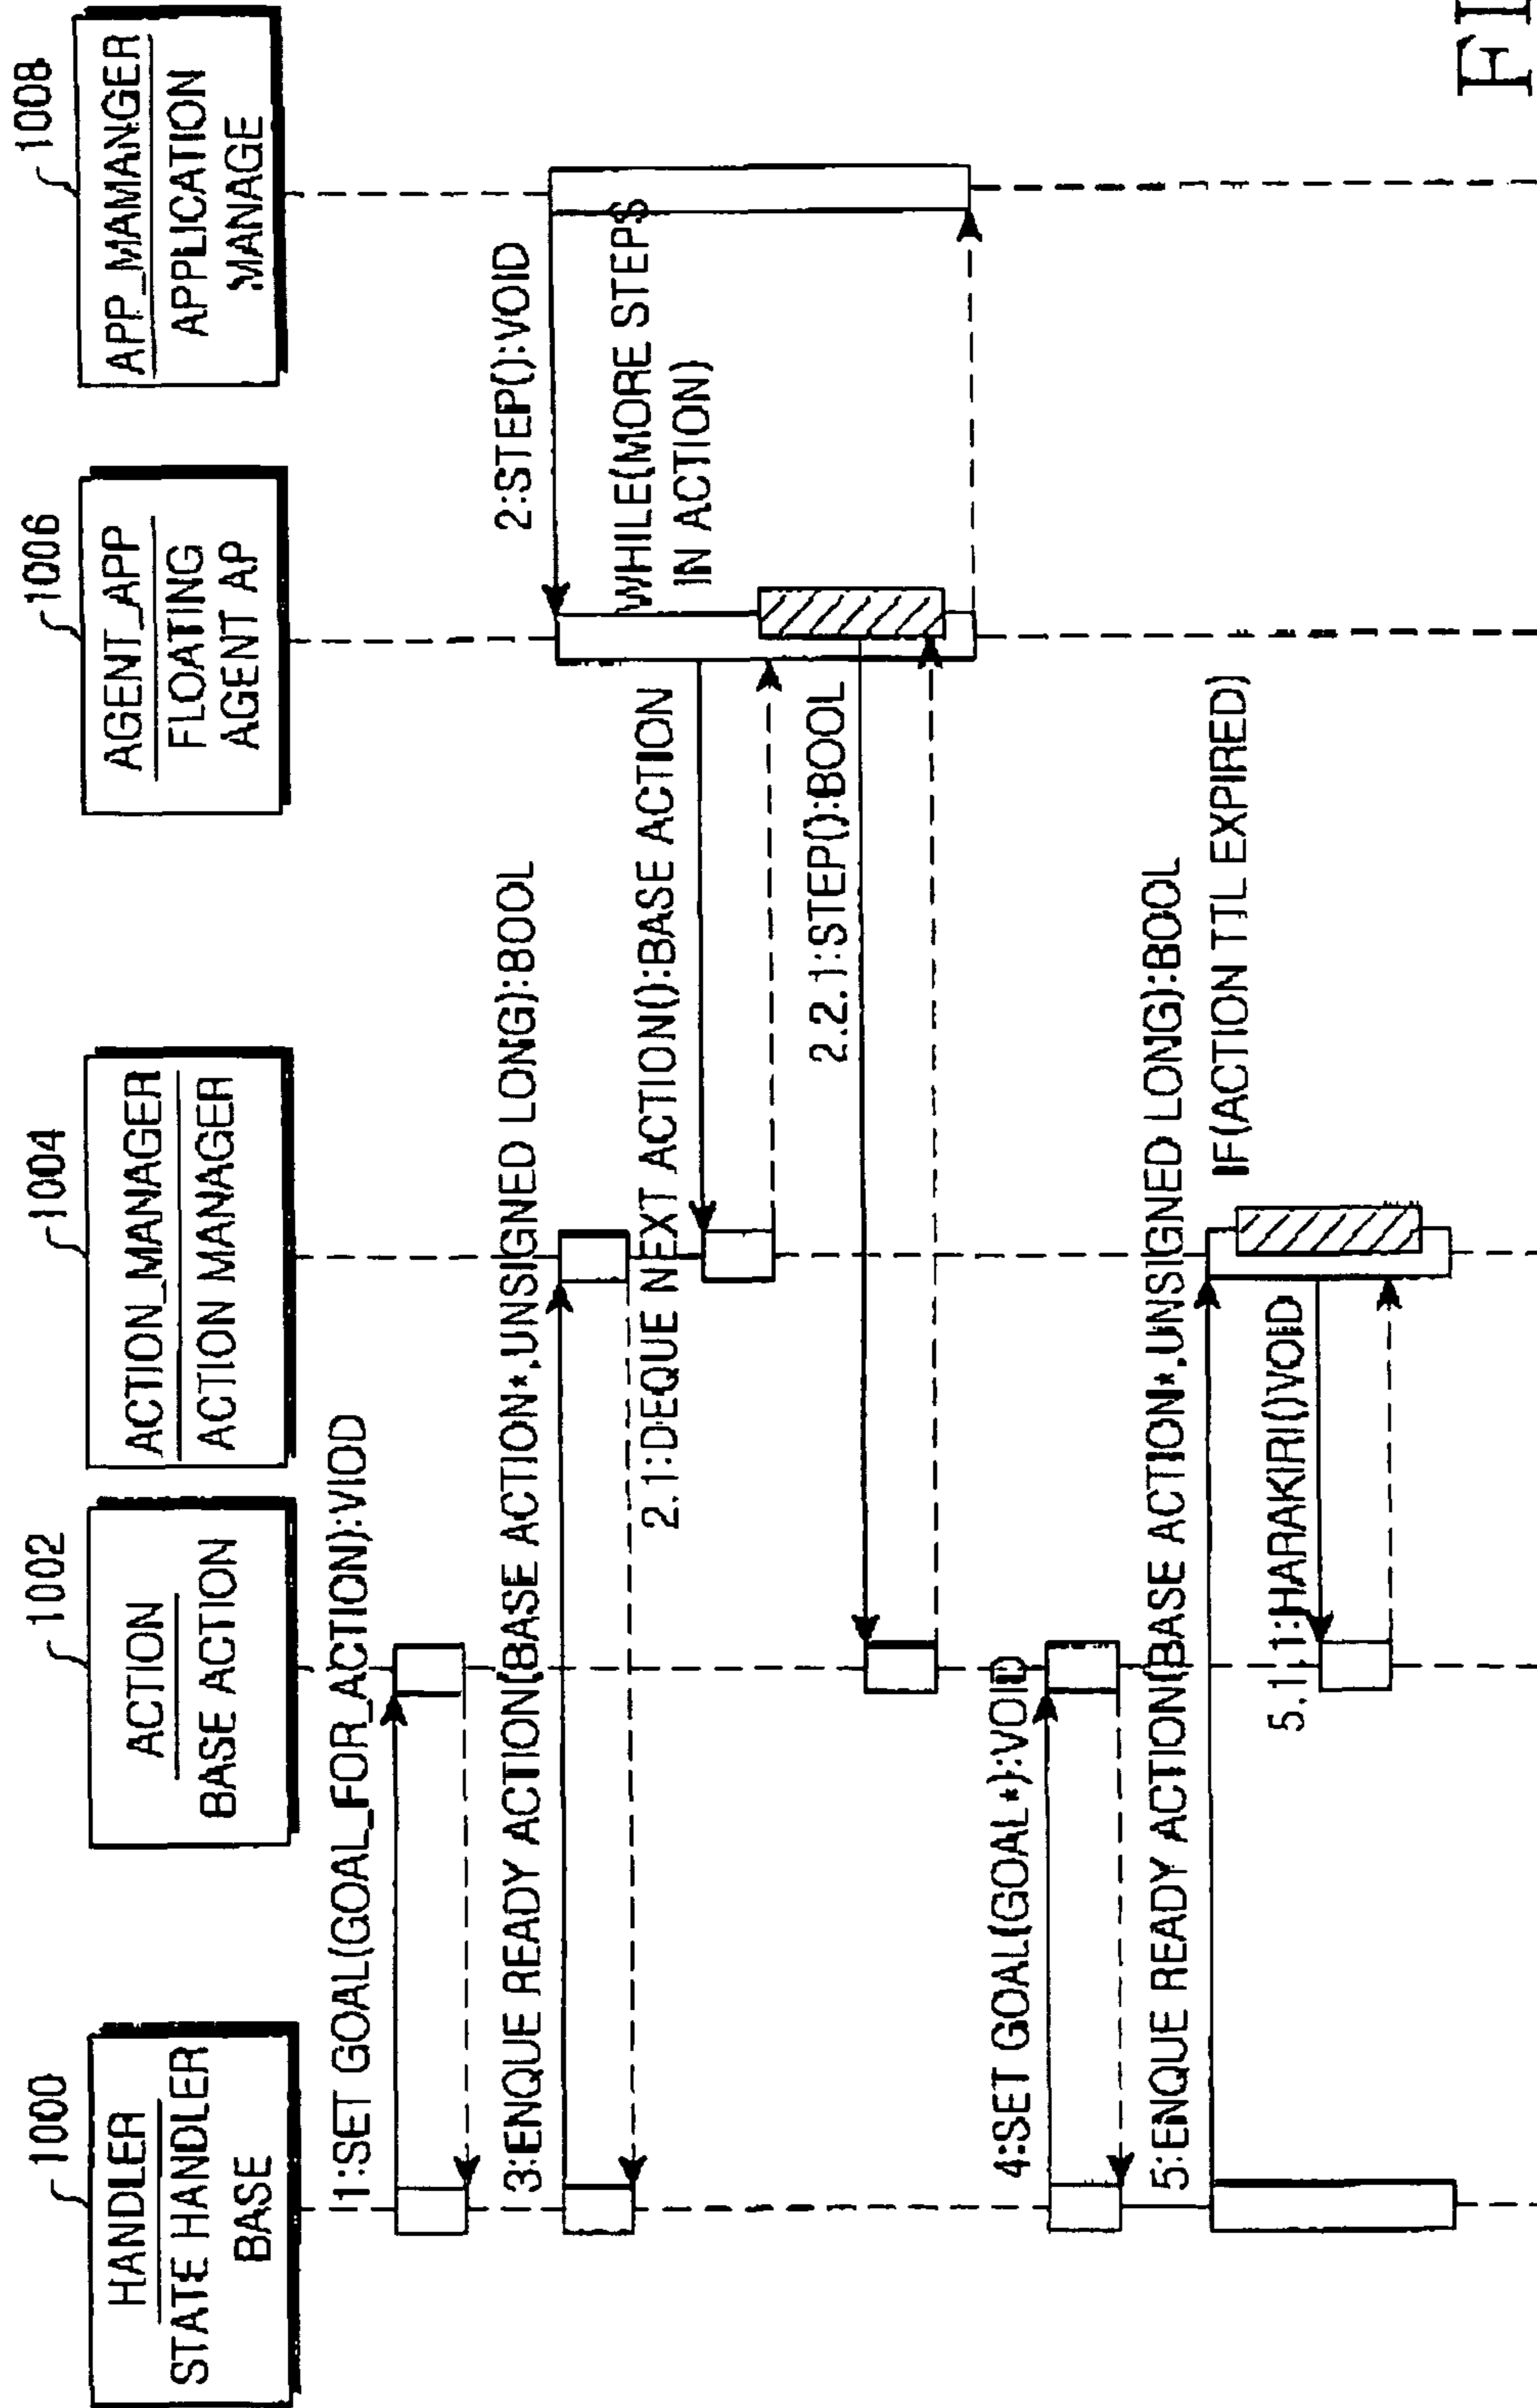 1000
HANDLER
STATE HANDLER
BASE
1002
ACTION
BASE ACTION
1004
ACTION_MANAGER
ACTION MANAGER
1006
AGENT_APP
FLOATING
AGENT AP
1008
APP_MAMANGER
APPLICATION
MANAGE
1:SET GOAL(GOAL_FOR_ACTION):VIOD
3:ENQUE READY ACTION(BASE ACTION*,UNSIGNED LONG):BOOL
2:STEP():VOID
WHILE(MORE STEPS
IN ACTION)
2.1:DEQUE NEXT ACTION():BASE ACTION
2.2.1:STEP():BOOL
4:SET GOAL(GOAL*):VOID
5:ENQUE READY ACTION(BASE ACTION*,UNSIGNED LONG):BOOL
IF(ACTION TTL EXPIRED)
5.1.1:HARAKIRI()VOID